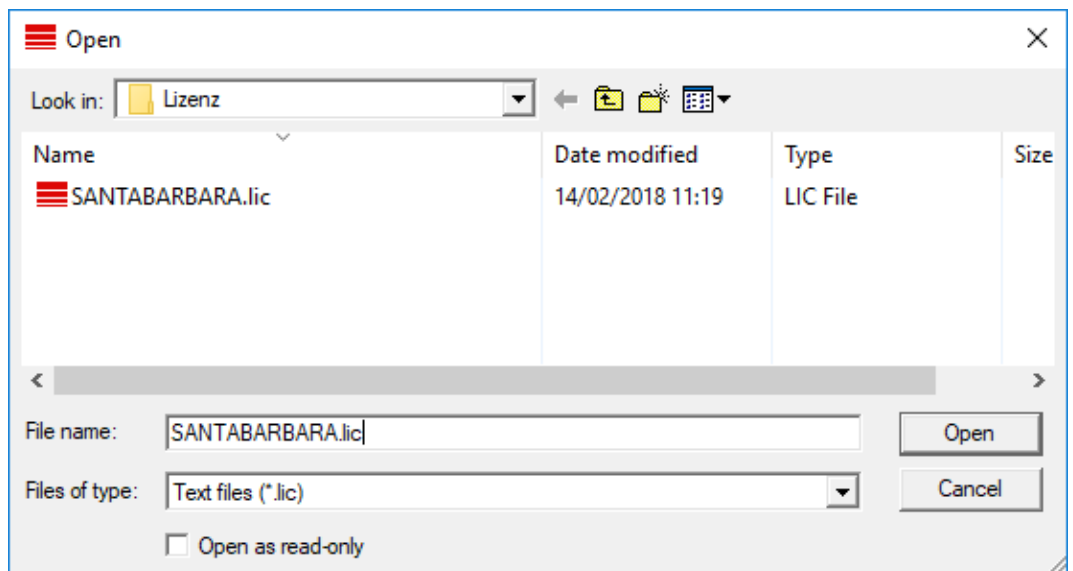 Open
Look in: Lizenz
Name Date modified Type Size
SANTABARBARA.lic 14/02/2018 11:19 LIC File
File name: SANTABARBARA.lic Open
Files of type: Text files (*.lic) Cancel
Open as read-only